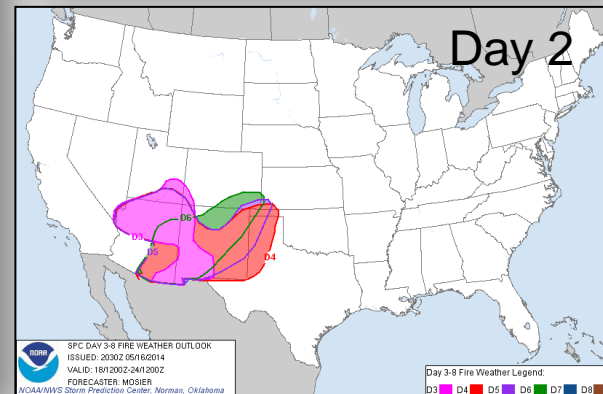 Day 2
D6
D3
D5
D4
NOAA
SPC DAY 3-8 FIRE WEATHER OUTLOOK
ISSUED: 2030Z 05/16/2014
VALID: 18/1200Z-24/1200Z
FORECASTER: MOSIER
NOAA/NWS Storm Prediction Center, Norman, Oklahoma
Day 3-8 Fire Weather Legend:
D3 D4 D5 D6 D7 D8